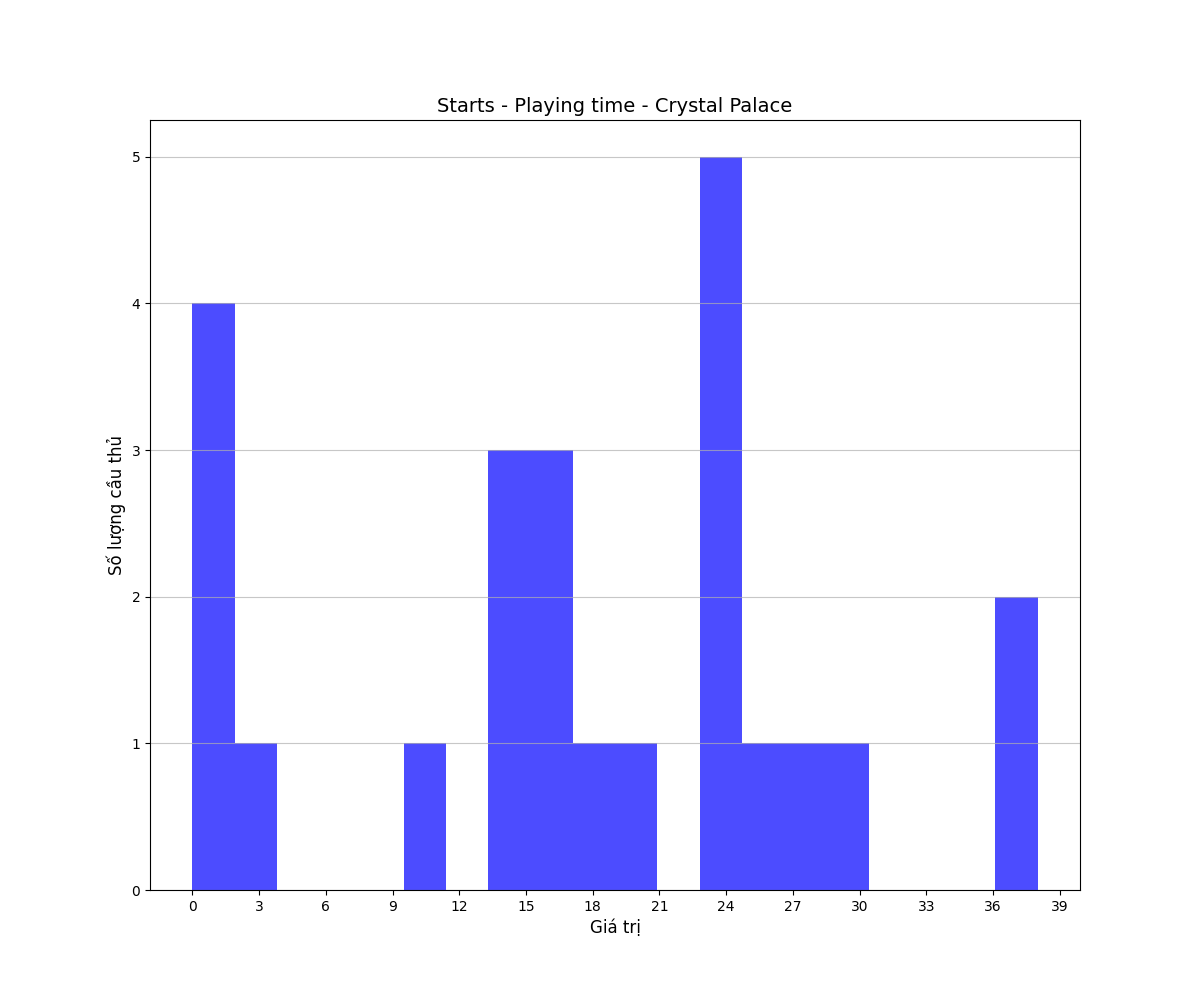 Starts - Playing time - Crystal Palace
Số lượng cầu thủ
5
4
3
2
1
0
0 3 6 9 12 15 18 21 24 27 30 33 36 39
Giá trị